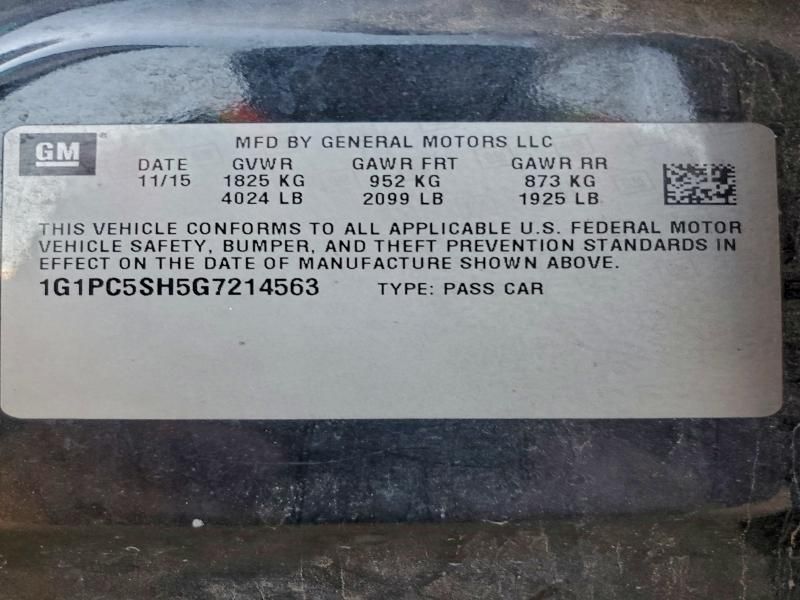 GM
MFD BY GENERAL MOTORS LLC
DATE GVWR GAWR FRT GAWR RR
11/15 1825 KG 952 KG 873 KG
4024 LB 2099 LB 1925 LB
THIS VEHICLE CONFORMS TO ALL APPLICABLE U.S. FEDERAL MOTOR
VEHICLE SAFETY, BUMPER, AND THEFT PREVENTION STANDARDS IN
EFFECT ON THE DATE OF MANUFACTURE SHOWN ABOVE.
1G1PC5SH5G7214563 TYPE: PASS CAR